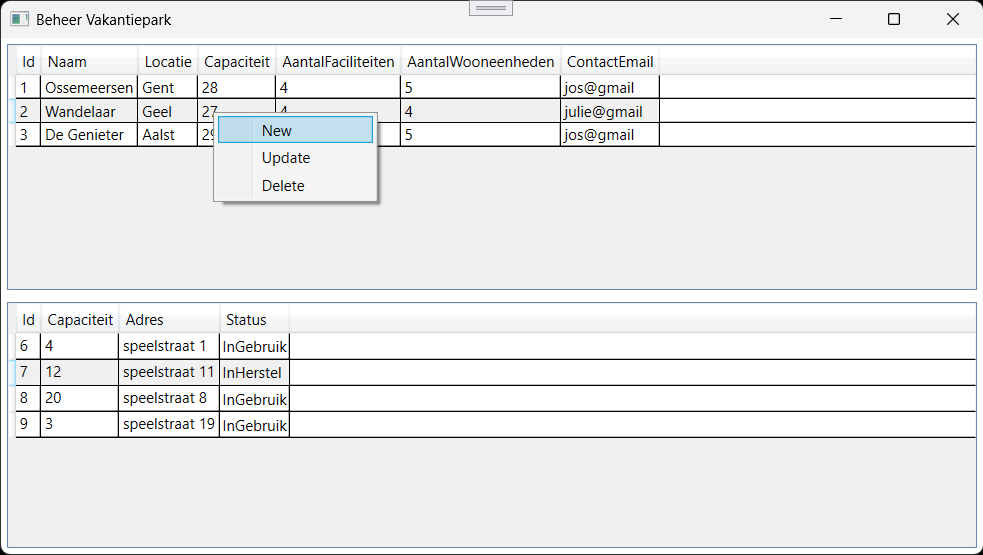 Beheer Vakantiepark
Id Naam Locatie Capaciteit AantalFaciliteiten AantalWooneenheden ContactEmail
1 Ossemeersen Gent 28 4 5 jos@gmail
2 Wandelaar Geel 27 4 4 julie@gmail
3 De Genieter Aalst 29 5 jos@gmail
New
Update
Delete
Id Capaciteit Adres Status
6 4 speelstraat 1 InGebruik
7 12 speelstraat 11 InHerstel
8 20 speelstraat 8 InGebruik
9 3 speelstraat 19 InGebruik